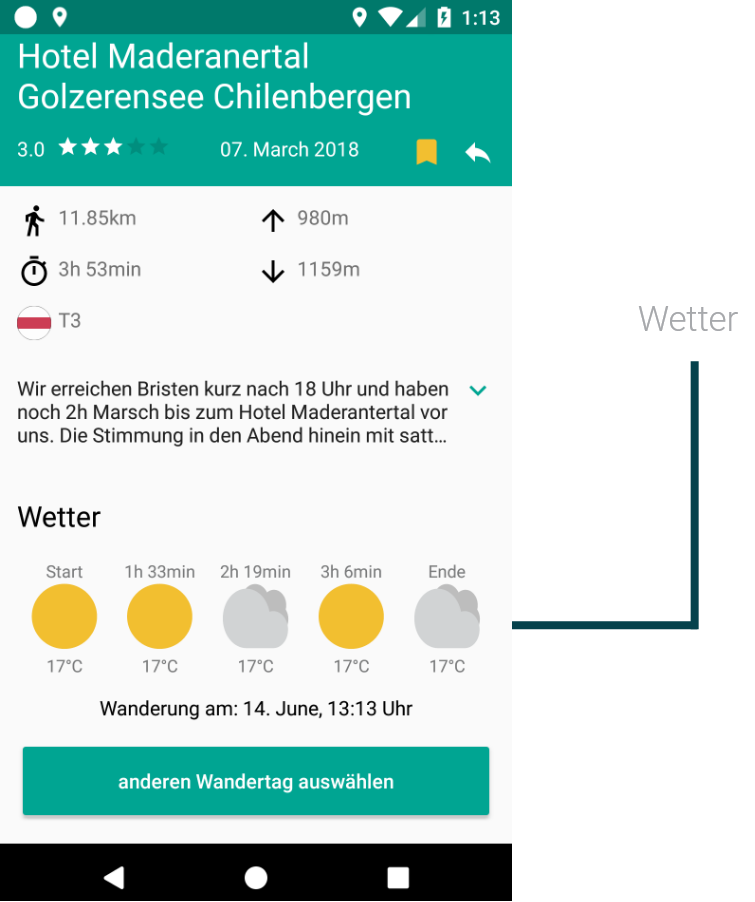 1:13
Hotel Maderanertal
Golzerensee Chilenbergen
3.0 07. March 2018
11.85km 980m
3h 53min 1159m
T3
Wetter
Wir erreichen Bristen kurz nach 18 Uhr und haben
noch 2h Marsch bis zum Hotel Maderantertal vor
uns. Die Stimmung in den Abend hinein mit satt...
Wetter
Start 1h 33min 2h 19min 3h 6min Ende
17°C 17°C 17°C 17°C 17°C
Wanderung am: 14. June, 13:13 Uhr
anderen Wandertag auswählen